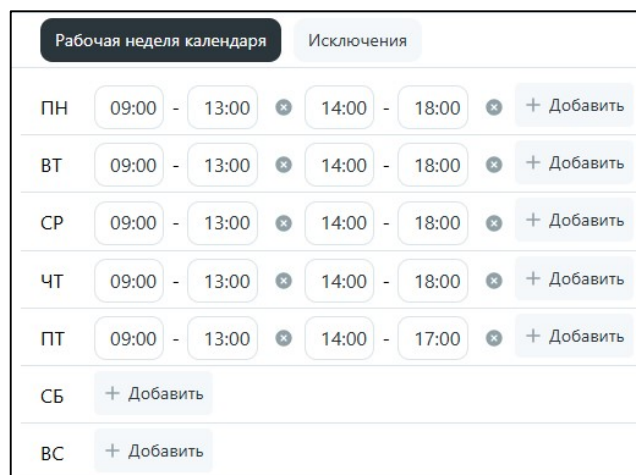 Рабочая неделя календаря Исключения
ПН 09:00 - 13:00 14:00 - 18:00 + Добавить
ВТ 09:00 - 13:00 14:00 - 18:00 + Добавить
СР 09:00 - 13:00 14:00 - 18:00 + Добавить
ЧТ 09:00 - 13:00 14:00 - 18:00 + Добавить
ПТ 09:00 - 13:00 14:00 - 17:00 + Добавить
СБ + Добавить
ВС + Добавить